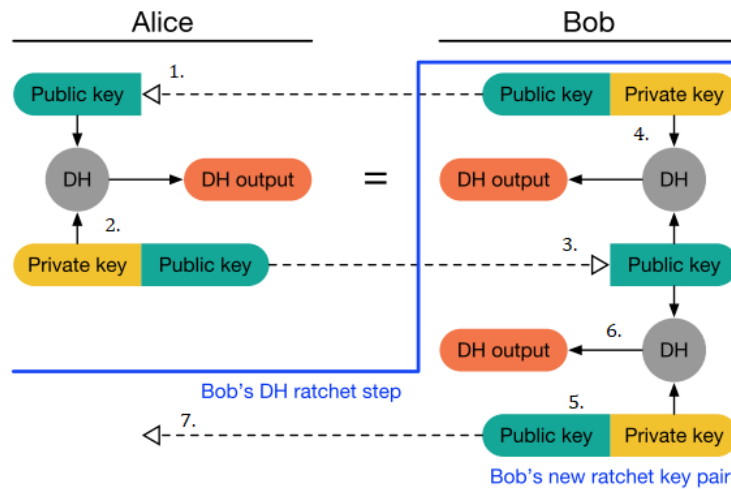 Alice
Bob
1.
Public key
Public key
Private key
4.
DH
DH output
=
DH output
DH
2.
3.
Private key
Public key
Public key
6.
DH output
DH
Bob's DH ratchet step
5.
7.
Public key
Private key
Bob's new ratchet key pair